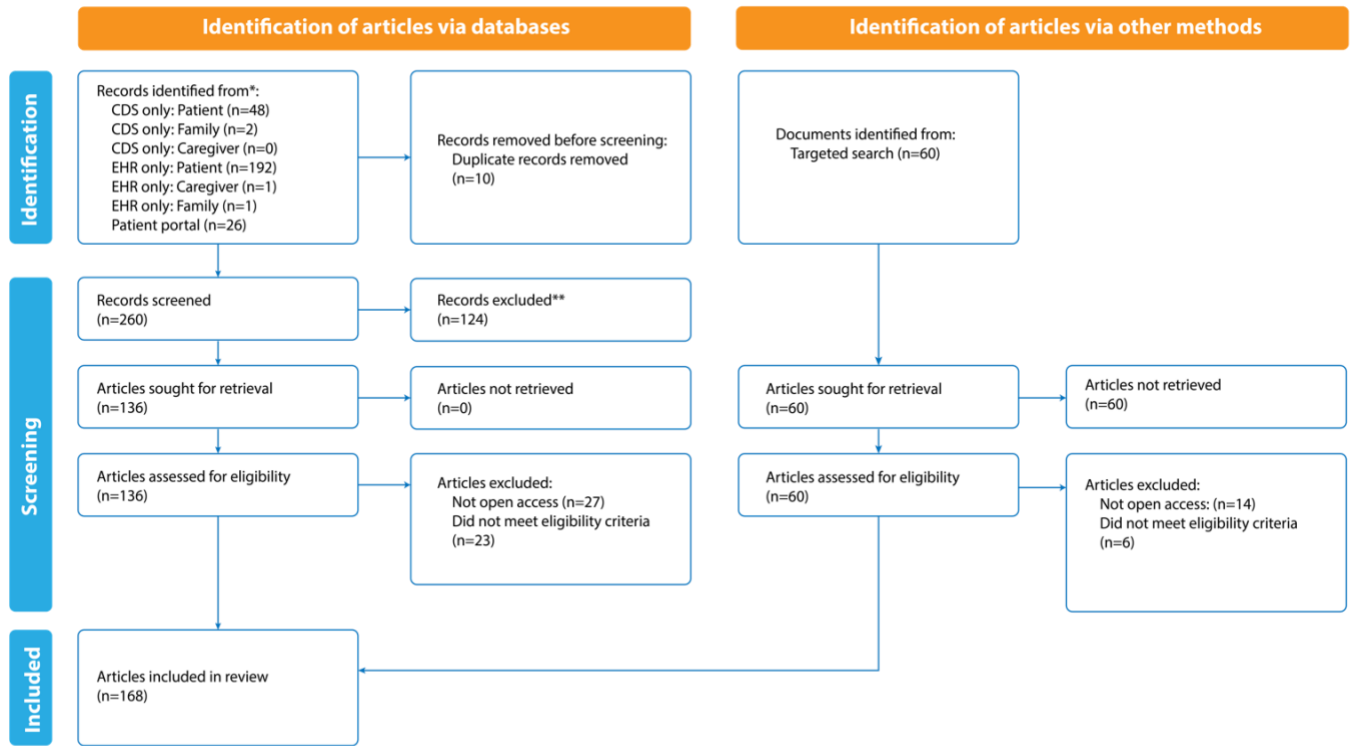 Identification of articles via databases
Identification of articles via other methods
Identification
Records identified from*:
CDS only: Patient (n=48)
CDS only: Family (n=2)
CDS only: Caregiver (n=0)
EHR only: Patient (n=192)
EHR only: Caregiver (n=1)
EHR only: Family (n=1)
Patient portal (n=26)
Records removed before screening:
Duplicate records removed
(n=10)
Documents identified from:
Targeted search (n=60)
Screening
Records screened
(n=260)
Records excluded**
(n=124)
Articles sought for retrieval
(n=136)
Articles not retrieved
(n=0)
Articles sought for retrieval
(n=60)
Articles not retrieved
(n=60)
Articles assessed for eligibility
(n=136)
Articles excluded:
Not open access (n=27)
Did not meet eligibility criteria
(n=23)
Articles assessed for eligibility
(n=60)
Articles excluded:
Not open access: (n=14)
Did not meet eligibility criteria
(n=6)
Included
Articles included in review
(n=168)